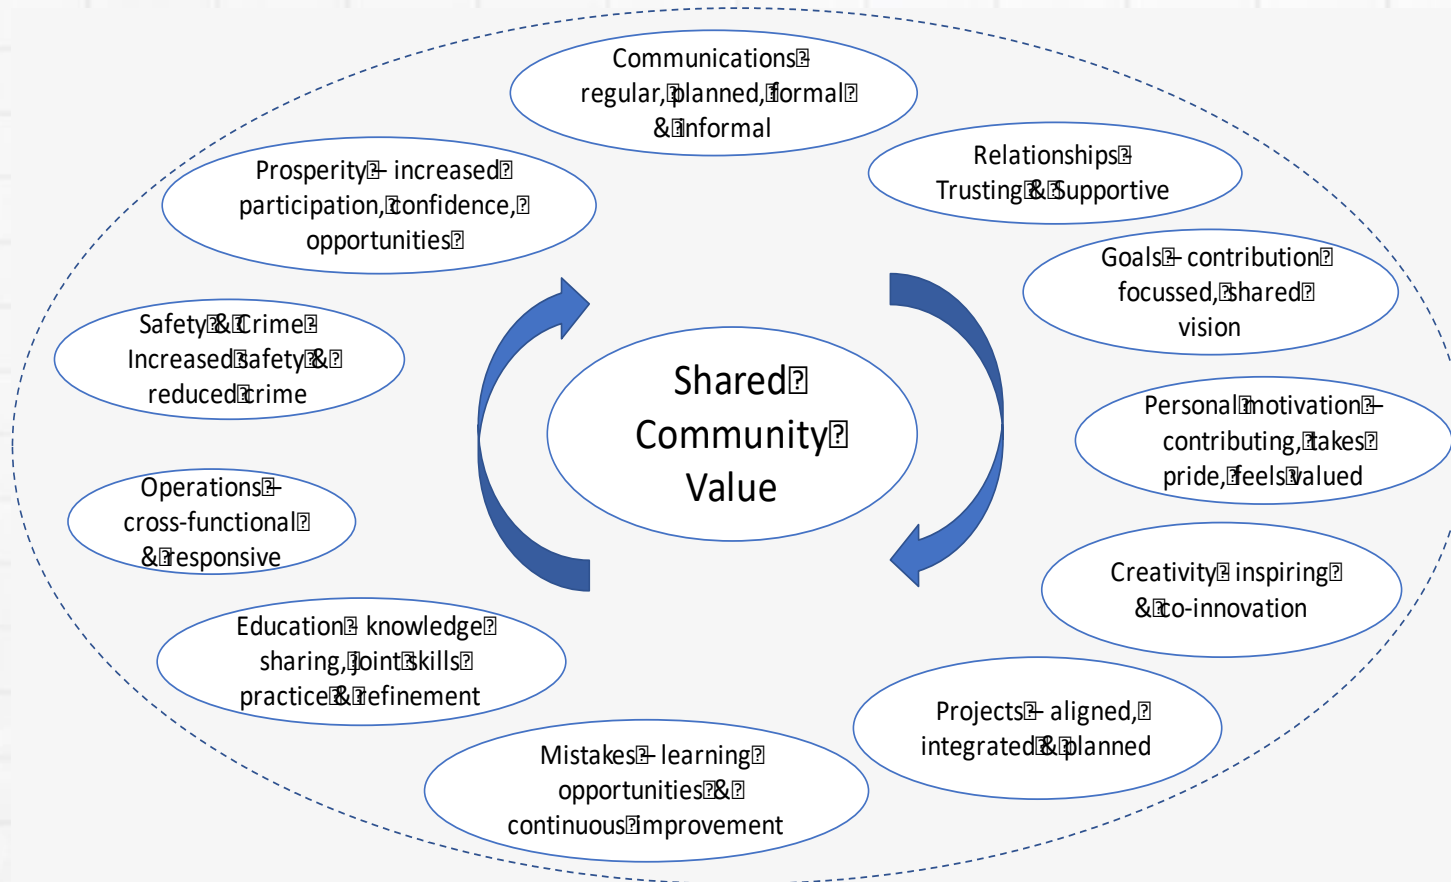 Communications -
regular, planned, formal
& informal
Relationships -
Trusting & Supportive
Goals – contribution
focussed, shared
vision
Personal motivation –
contributing, takes
pride, feels valued
Creativity - inspiring
& co-innovation
Projects – aligned,
integrated & planned
Mistakes – learning
opportunities &
continuous improvement
Education - knowledge
sharing, joint skills
practice & refinement
Operations –
cross-functional
& responsive
Safety & Crime -
Increased safety &
reduced crime
Prosperity – increased
participation, confidence,
opportunities
Shared
Community
Value